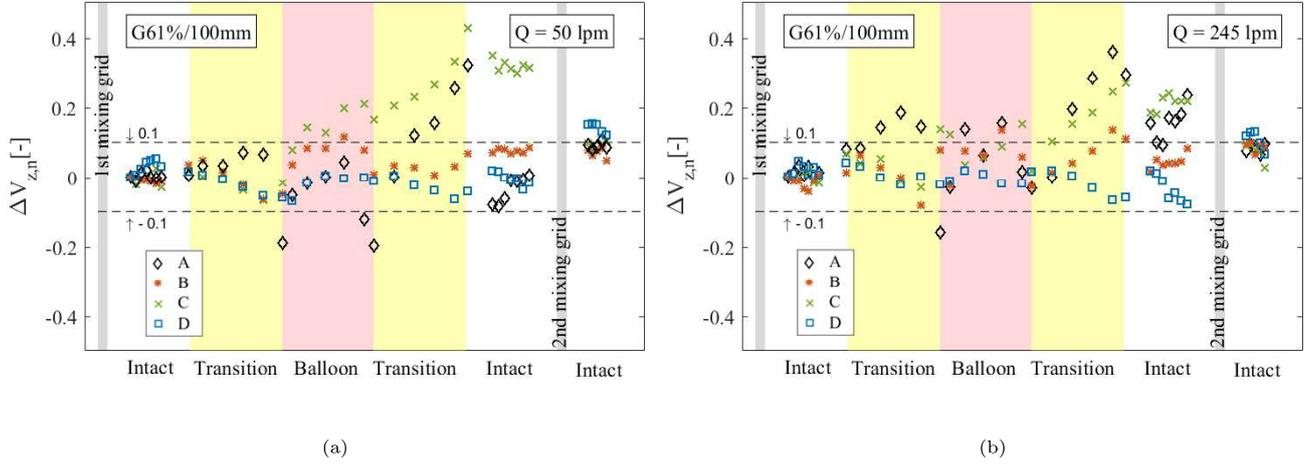 G61%/100mm
Q = 50 lpm
1st mixing grid
2nd mixing grid
ΔV_{z,n}[-]
0.4
0.2
0
-0.2
-0.4
↓ 0.1
↑ - 0.1
A
B
C
D
Intact Transition Balloon Transition Intact Intact
(a)
G61%/100mm
Q = 245 lpm
1st mixing grid
2nd mixing grid
ΔV_{z,n}[-]
0.4
0.2
0
-0.2
-0.4
↓ 0.1
↑ - 0.1
A
B
C
D
Intact Transition Balloon Transition Intact Intact
(b)